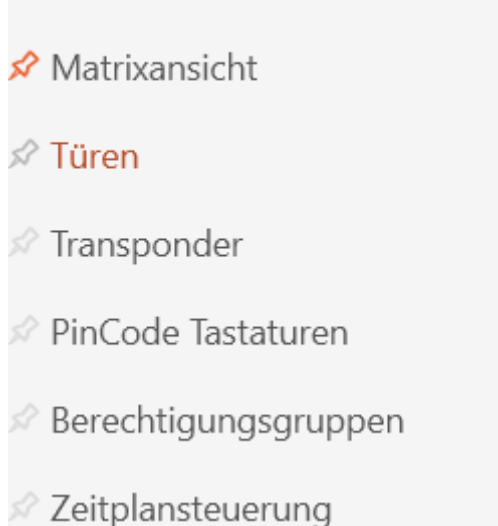 Matrixansicht
Türen
Transponder
PinCode Tastaturen
Berechtigungsgruppen
Zeitplansteuerung